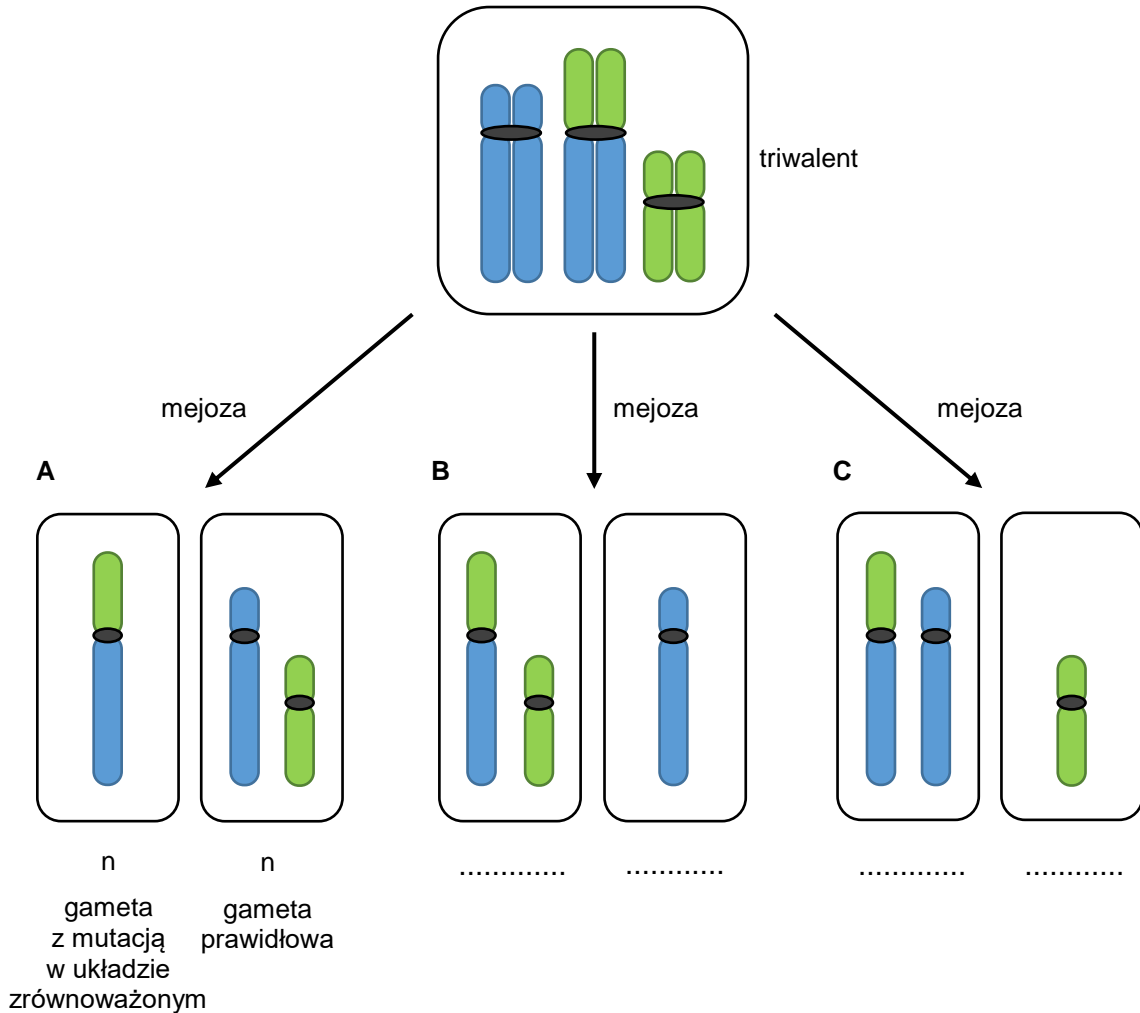 triwalent
mejoza
mejoza
mejoza
A
B
C
n
n
.............
............
.............
............
gameta
z mutacją
w układzie
zrównoważonym
gameta
prawidłowa